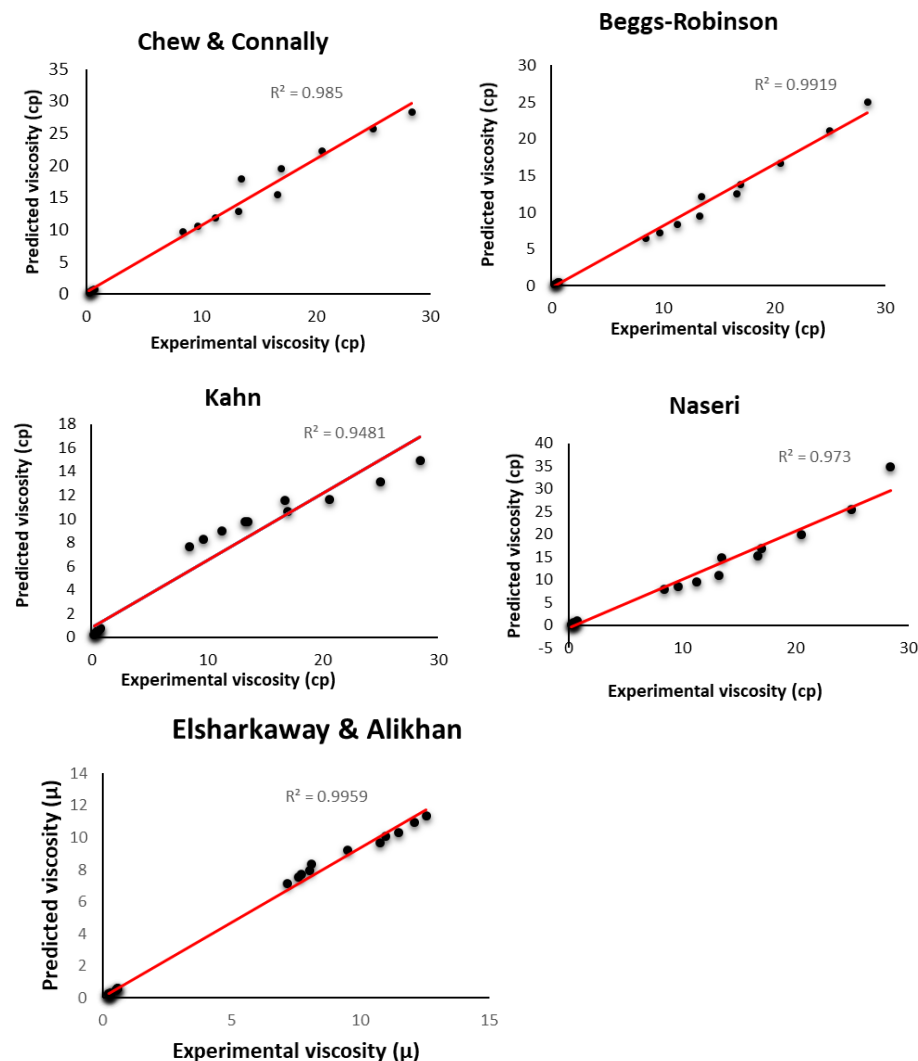 Chew & Connally
R² = 0.985
Predicted viscosity (cp)
35
30
25
20
15
10
5
0
0 10 20 30
Experimental viscosity (cp)
Beggs-Robinson
R² = 0.9919
Predicted viscosity (cp)
30
25
20
15
10
5
0
0 10 20 30
Experimental viscosity (cp)
Kahn
R² = 0.9481
Predicted viscosity (cp)
18
16
14
12
10
8
6
4
2
0
0 10 20 30
Experimental viscosity (cp)
Naseri
R² = 0.973
Predicted viscosity (cp)
40
35
30
25
20
15
10
5
0
-5
0 10 20 30
Experimental viscosity (cp)
Elsharkaway & Alikhan
R² = 0.9959
Predicted viscosity (μ)
14
12
10
8
6
4
2
0
0 5 10 15
Experimental viscosity (μ)